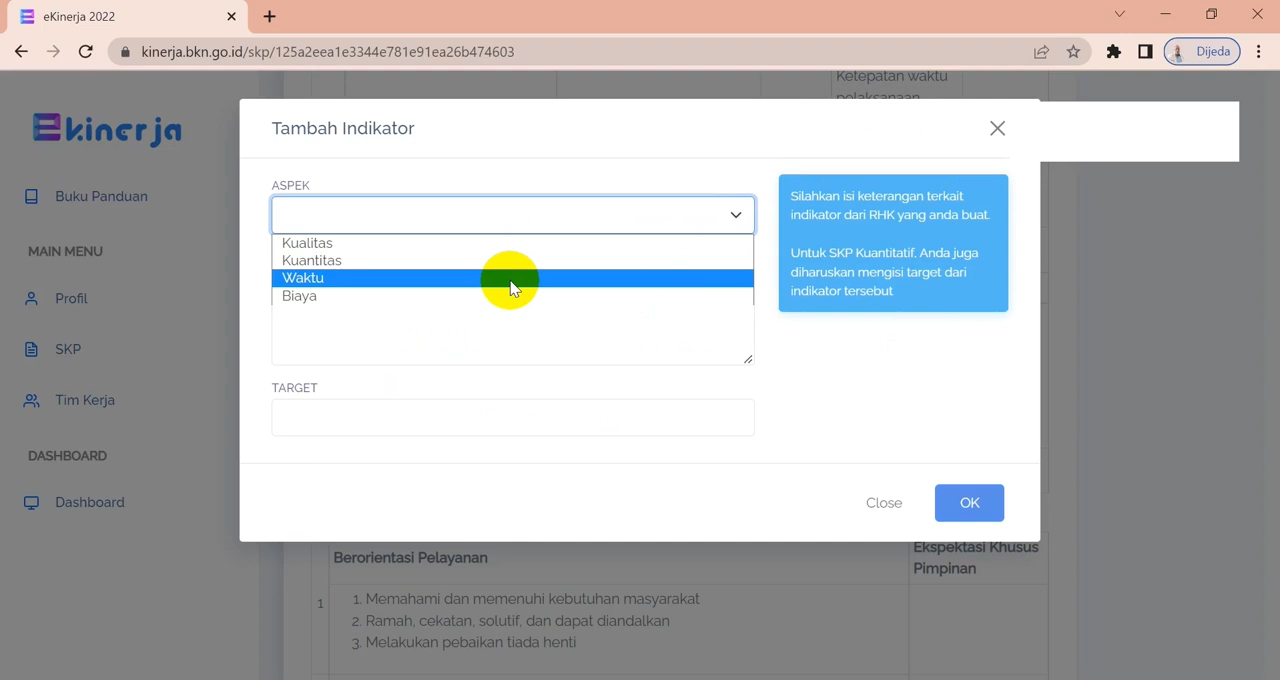 eKinerja 2022
kinerja.bkn.go.id/skp/125a2eea1e3344e781e91ea26b474603
Dijeda
Ketepatan waktu
pelaksanaan
Ekinerja
Buku Panduan
MAIN MENU
Profil
SKP
Tim Kerja
DASHBOARD
Dashboard
Tambah Indikator
ASPEK
Kualitas
Kuantitas
Waktu
Biaya
TARGET
Silahkan isi keterangan terkait
indikator dari RHK yang anda buat.
Untuk SKP Kuantitatif, Anda juga
diharuskan mengisi target dari
indikator tersebut
Close
OK
Berorientasi Pelayanan
Ekspektasi Khusus
Pimpinan
1
1. Memahami dan memenuhi kebutuhan masyarakat
2. Ramah, cekatan, solutif, dan dapat diandalkan
3. Melakukan pebaikan tiada henti